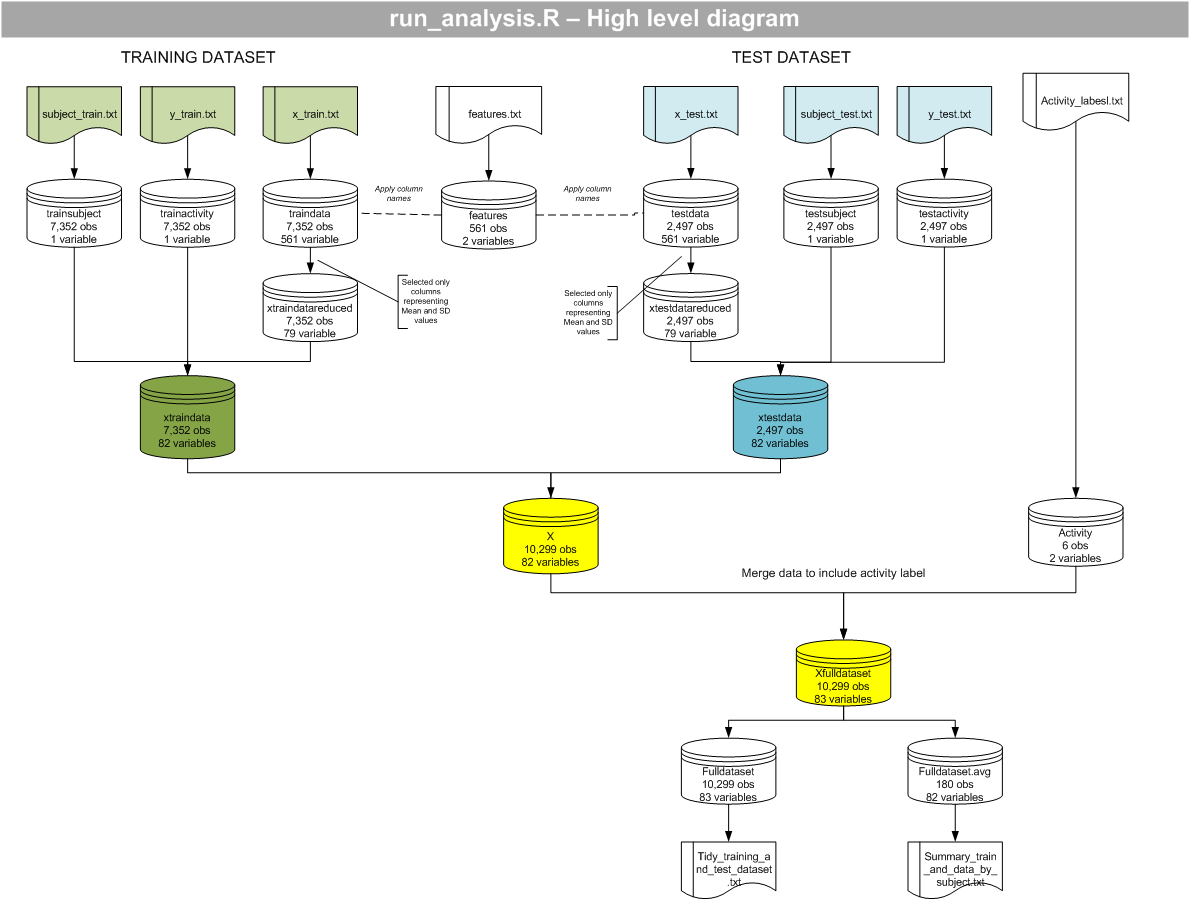 run_analysis.R – High level diagram
TRAINING DATASET
TEST DATASET
subject_train.txt
y_train.txt
x_train.txt
features.txt
x_test.txt
subject_test.txt
y_test.txt
Activity_labesl.txt
trainsubject
7,352 obs
1 variable
trainactivity
7,352 obs
1 variable
traindata
7,352 obs
561 variable
Apply column
names
features
561 obs
2 variables
Apply column
names
testdata
2,497 obs
561 variable
testsubject
2,497 obs
1 variable
testactivity
2,497 obs
1 variable
xtraindatareduced
7,352 obs
79 variable
Selected only
columns
representing
Mean and SD
values
Selected only
columns
representing
Mean and SD
values
xtestdatareduced
2,497 obs
79 variable
xtraindata
7,352 obs
82 variables
xtestdata
2,497 obs
82 variables
X
10,299 obs
82 variables
Activity
6 obs
2 variables
Merge data to include activity label
Xfulldataset
10,299 obs
83 variables
Fulldataset
10,299 obs
83 variables
Fulldataset.avg
180 obs
82 variables
Tidy_training_a
nd_test_dataset
.txt
Summary_train
_and_data_by_
subject.txt